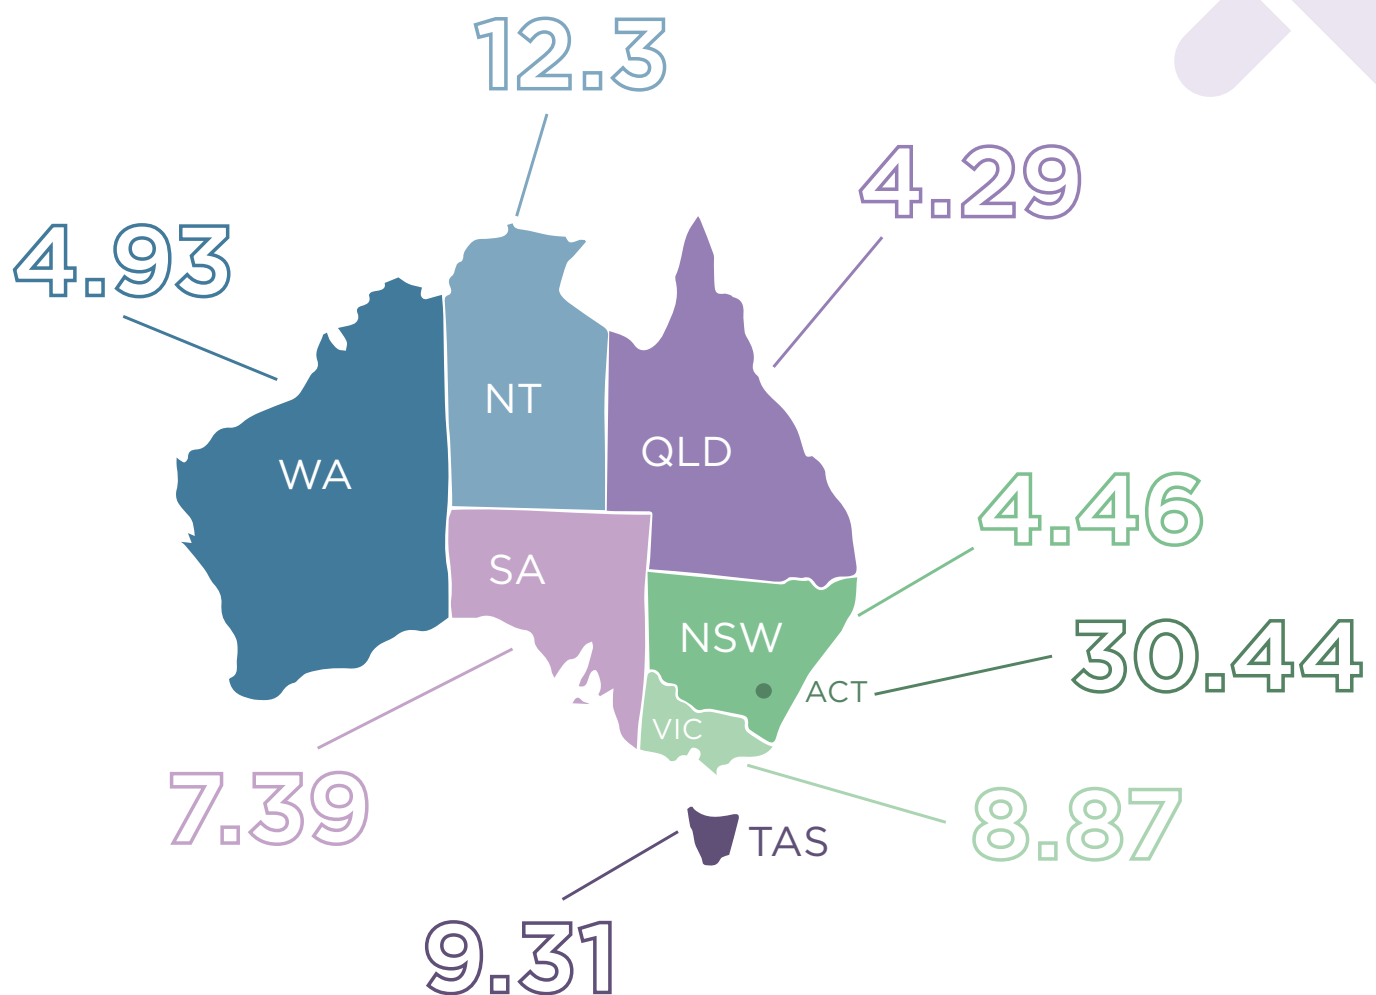 12.3
4.29
4.93
NT
QLD
WA
4.46
SA
NSW
30.44
ACT
VIC
7.39
8.87
TAS
9.31